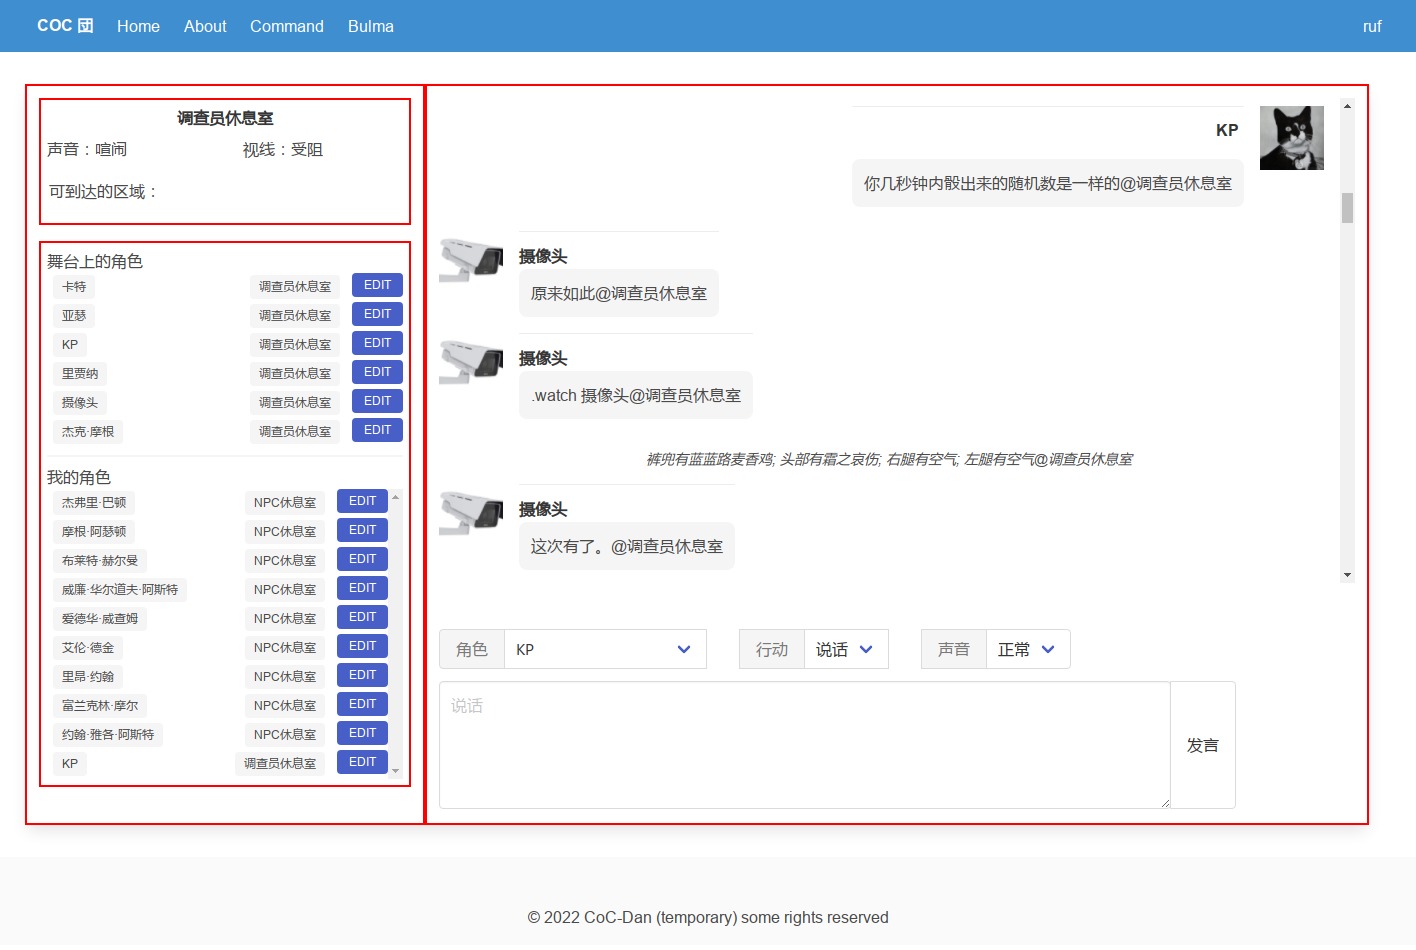 COC 团 Home About Command Bulma ruf
调查员休息室
声音：喧闹 视线：受阻
可到达的区域：
舞台上的角色
卡特 调查员休息室 EDIT
亚瑟 调查员休息室 EDIT
KP 调查员休息室 EDIT
里贾纳 调查员休息室 EDIT
摄像头 调查员休息室 EDIT
杰克·摩根 调查员休息室 EDIT
我的角色
杰弗里·巴顿 NPC休息室 EDIT
摩根·阿瑟顿 NPC休息室 EDIT
布莱特·赫尔曼 NPC休息室 EDIT
威廉·华尔道夫·阿斯特 NPC休息室 EDIT
爱德华·威查姆 NPC休息室 EDIT
艾伦·德金 NPC休息室 EDIT
里昂·约翰 NPC休息室 EDIT
富兰克林·摩尔 NPC休息室 EDIT
约翰·雅各·阿斯特 NPC休息室 EDIT
KP 调查员休息室 EDIT
KP
你几秒钟内骰出来的随机数是一样的@调查员休息室
摄像头
原来如此@调查员休息室
摄像头
.watch 摄像头@调查员休息室
裤兜有蓝蓝路麦香鸡; 头部有霜之哀伤; 右腿有空气; 左腿有空气@调查员休息室
摄像头
这次有了。@调查员休息室
角色 KP 行动 说话 声音 正常
说话
发言
© 2022 CoC-Dan (temporary) some rights reserved